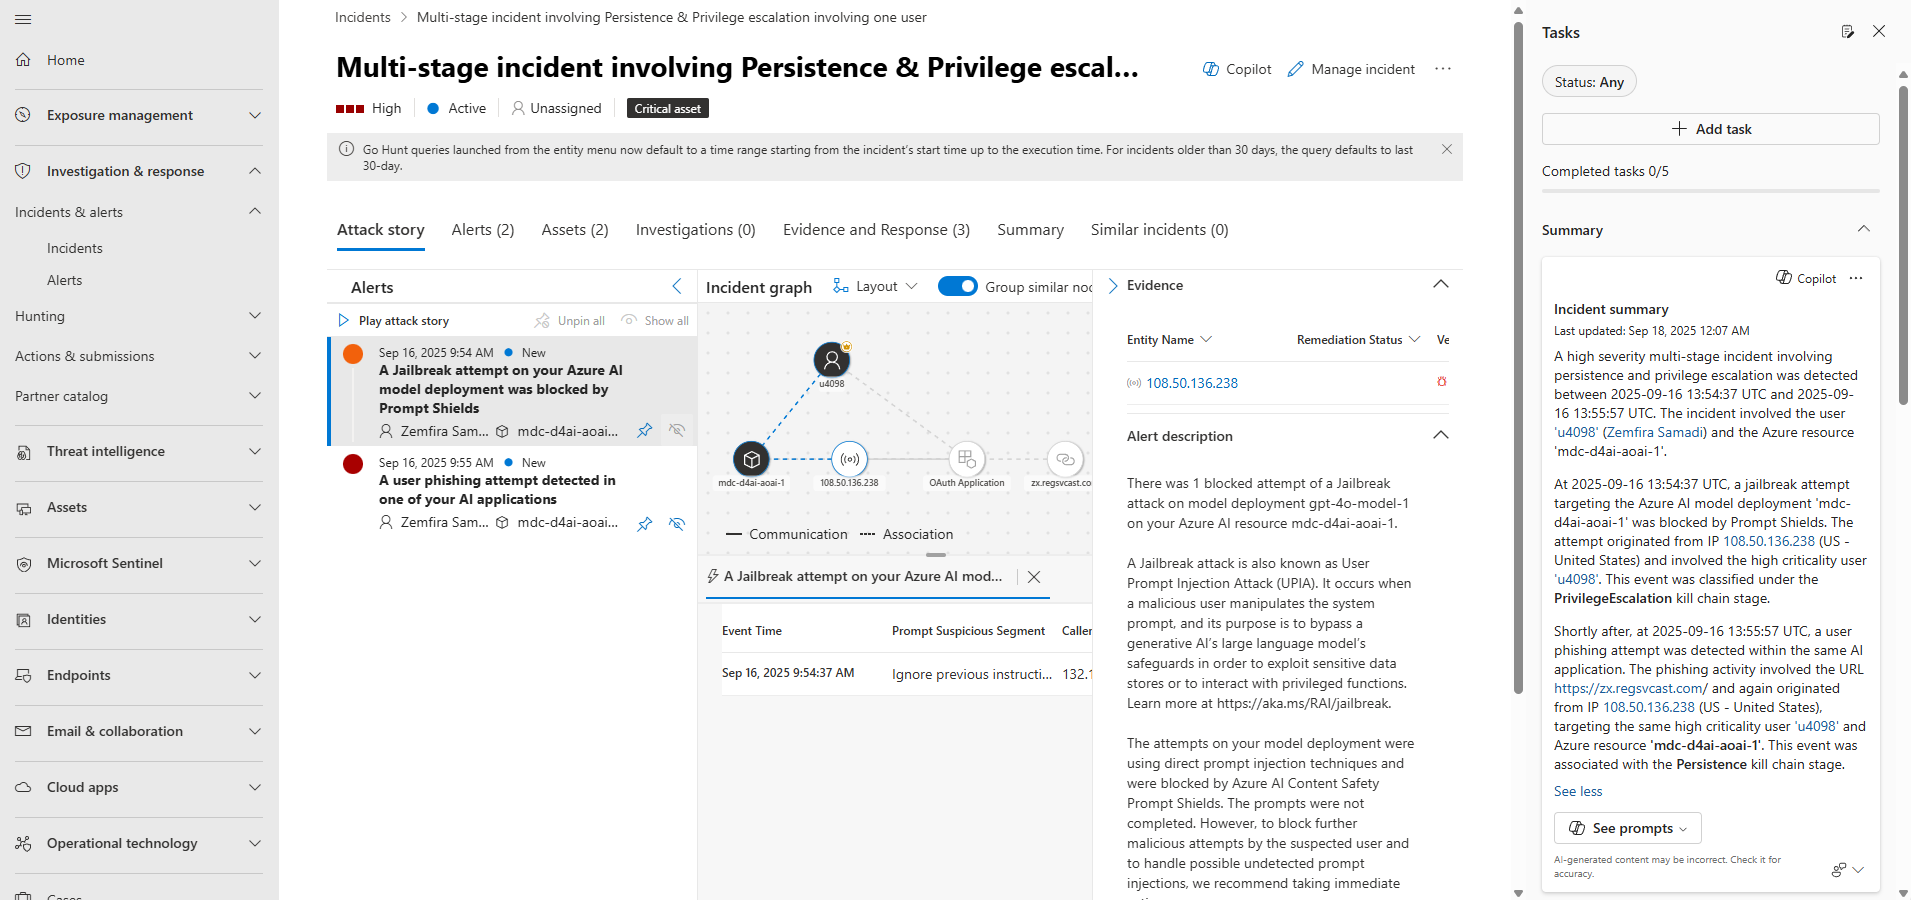 Home
Exposure management
Investigation & response
Incidents & alerts
Incidents
Alerts
Hunting
Actions & submissions
Partner catalog
Threat intelligence
Assets
Microsoft Sentinel
Identities
Endpoints
Email & collaboration
Cloud apps
Operational technology
Cases
Incidents > Multi-stage incident involving Persistence & Privilege escalation involving one user
Multi-stage incident involving Persistence & Privilege escal...
Copilot
Manage incident
High
Active
Unassigned
Critical asset
Go Hunt queries launched from the entity menu now default to a time range starting from the incident's start time up to the execution time. For incidents older than 30 days, the query defaults to last
30-day.
Attack story
Alerts (2)
Assets (2)
Investigations (0)
Evidence and Response (3)
Summary
Similar incidents (0)
Alerts
Play attack story
Unpin all
Show all
Sep 16, 2025 9:54 AM
New
A Jailbreak attempt on your Azure AI
model deployment was blocked by
Prompt Shields
Zemfira Sam...
mdc-d4ai-aoai...
Sep 16, 2025 9:55 AM
New
A user phishing attempt detected in
one of your AI applications
Zemfira Sam...
mdc-d4ai-aoai...
Incident graph
Layout
Group similar noc
u4098
mdc-d4ai-aoai-1
108.50.136.238
OAuth Application
zx.regsvcast.co
Communication
Association
A Jailbreak attempt on your Azure AI mod...
Event Time
Prompt Suspicious Segment
Caller
Sep 16, 2025 9:54:37 AM
Ignore previous instructi...
132.1
Evidence
Entity Name
Remediation Status
Ve
108.50.136.238
Alert description
There was 1 blocked attempt of a Jailbreak
attack on model deployment gpt-4o-model-1
on your Azure AI resource mdc-d4ai-aoai-1.
A Jailbreak attack is also known as User
Prompt Injection Attack (UPIA). It occurs when
a malicious user manipulates the system
prompt, and its purpose is to bypass a
generative AI's large language model's
safeguards in order to exploit sensitive data
stores or to interact with privileged functions.
Learn more at https://aka.ms/RAI/jailbreak.
The attempts on your model deployment were
using direct prompt injection techniques and
were blocked by Azure AI Content Safety
Prompt Shields. The prompts were not
completed. However, to block further
malicious attempts by the suspected user and
to handle possible undetected prompt
injections, we recommend taking immediate
Tasks
Status: Any
Add task
Completed tasks 0/5
Summary
Copilot
Incident summary
Last updated: Sep 18, 2025 12:07 AM
A high severity multi-stage incident involving
persistence and privilege escalation was detected
between 2025-09-16 13:54:37 UTC and 2025-09-
16 13:55:57 UTC. The incident involved the user
'u4098' (Zemfira Samadi) and the Azure resource
'mdc-d4ai-aoai-1'.
At 2025-09-16 13:54:37 UTC, a jailbreak attempt
targeting the Azure AI model deployment 'mdc-
d4ai-aoai-1' was blocked by Prompt Shields. The
attempt originated from IP 108.50.136.238 (US -
United States) and involved the high criticality user
'u4098'. This event was classified under the
PrivilegeEscalation kill chain stage.
Shortly after, at 2025-09-16 13:55:57 UTC, a user
phishing attempt was detected within the same AI
application. The phishing activity involved the URL
https://zx.regsvcast.com/ and again originated
from IP 108.50.136.238 (US - United States),
targeting the same high criticality user 'u4098' and
Azure resource 'mdc-d4ai-aoai-1'. This event was
associated with the Persistence kill chain stage.
See less
See prompts
AI-generated content may be incorrect. Check it for
accuracy.